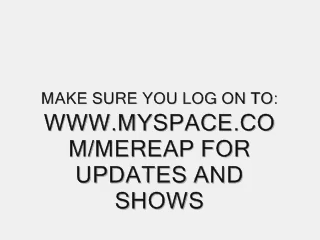 MAKE SURE YOU LOG ON TO:
WWW.MYSPACE.CO
M/MEREAP FOR
UPDATES AND
SHOWS